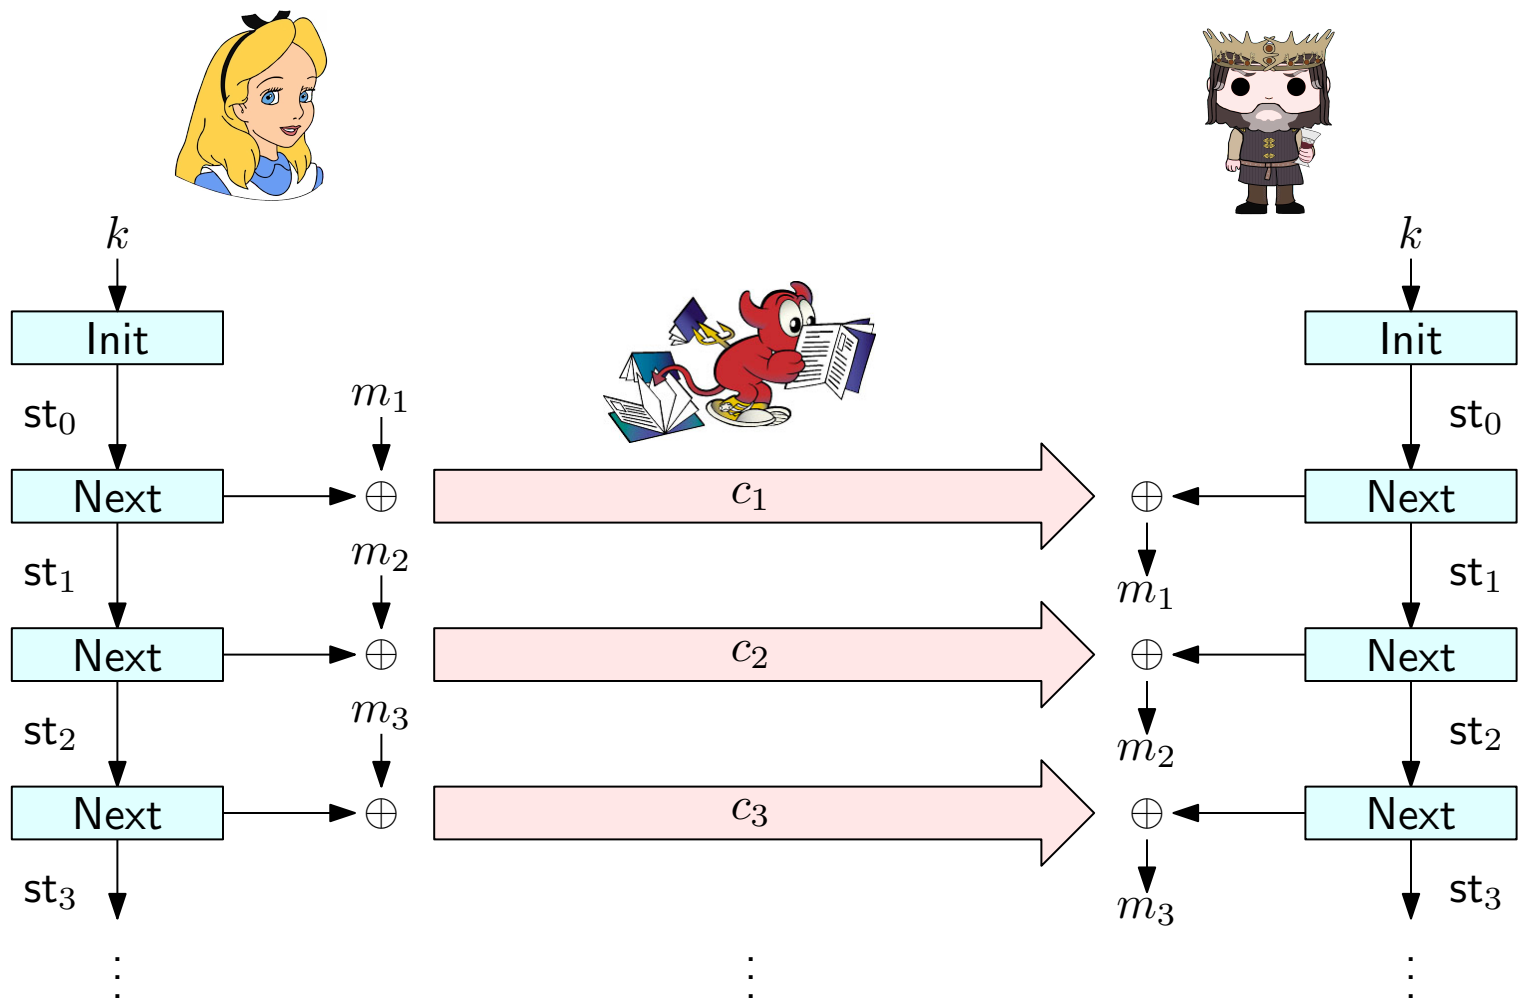 k k
Init Init
m₁
st₀ st₀
Next c₁ Next
m₂
st₁ m₁ st₁
Next c₂ Next
m₃
st₂ m₂ st₂
Next c₃ Next
st₃ m₃ st₃
⋮ ⋮ ⋮